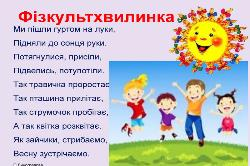 Фізкультхвилинка
Ми пішли гуртом на луки,
Підняли до сонця руки.
Потягнулися, присіли,
Підвелись, потупотіли.
Так травичка проростає
Так пташина прилітає,
Так струмочок пробігає,
А так квітка розквітає.
Як зайчики, стрибаємо,
Весну зустрічаємо.